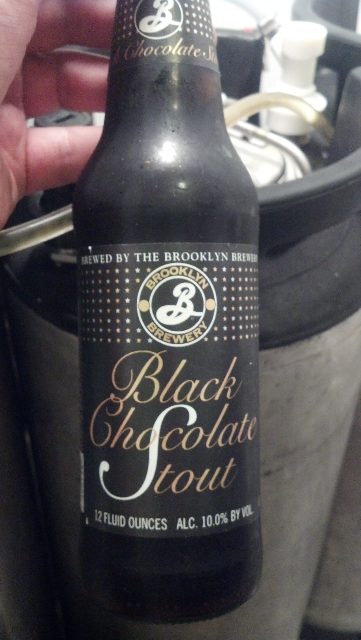 B
Chocolate
BREWED BY THE BROOKLYN BREWERY
BROOKLYN
B
BREWERY
Black
Chocolate
Stout
12 FLUID OUNCES ALC. 10.0% BY VOL.